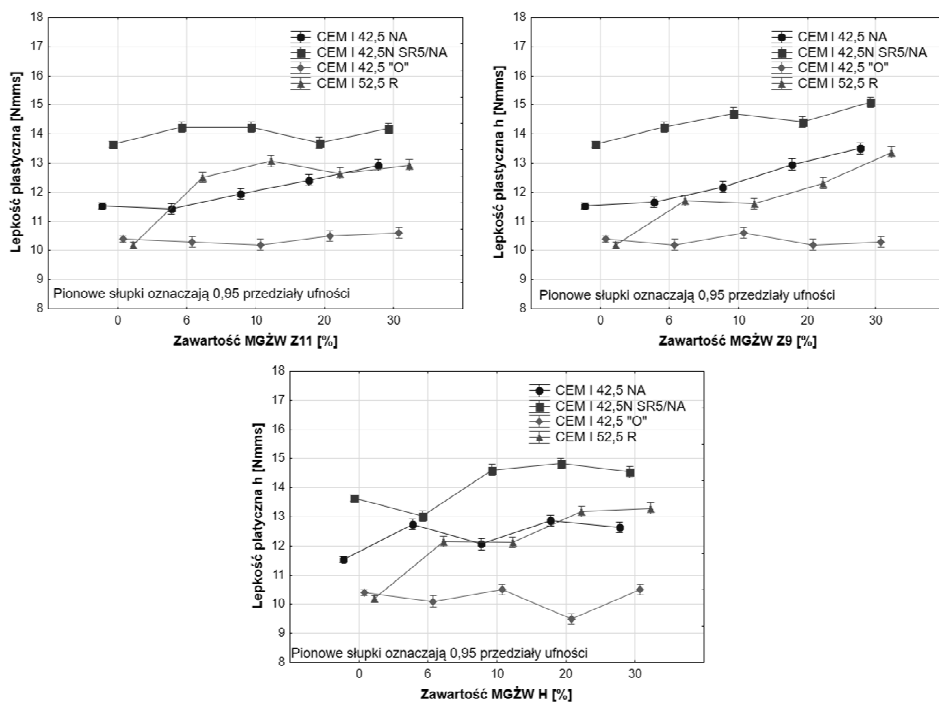 18
17
16
15
14
13
12
11
10
9
8
Lepkość plastyczna [Nmms]
CEM I 42,5 NA
CEM I 42,5N SR5/NA
CEM I 42,5 "O"
CEM I 52,5 R
Pionowe słupki oznaczają 0,95 przedziały ufności
0 6 10 20 30
Zawartość MGŻW Z11 [%]
18
17
16
15
14
13
12
11
10
9
8
Lepkość plastyczna h [Nmms]
CEM I 42,5 NA
CEM I 42,5N SR5/NA
CEM I 42,5 "O"
CEM I 52,5 R
Pionowe słupki oznaczają 0,95 przedziały ufności
0 6 10 20 30
Zawartość MGŻW Z9 [%]
18
17
16
15
14
13
12
11
10
9
8
Lepkość platyczna h [Nmms]
CEM I 42,5 NA
CEM I 42,5N SR5/NA
CEM I 42,5 "O"
CEM I 52,5 R
Pionowe słupki oznaczają 0,95 przedziały ufności
0 6 10 20 30
Zawartość MGŻW H [%]